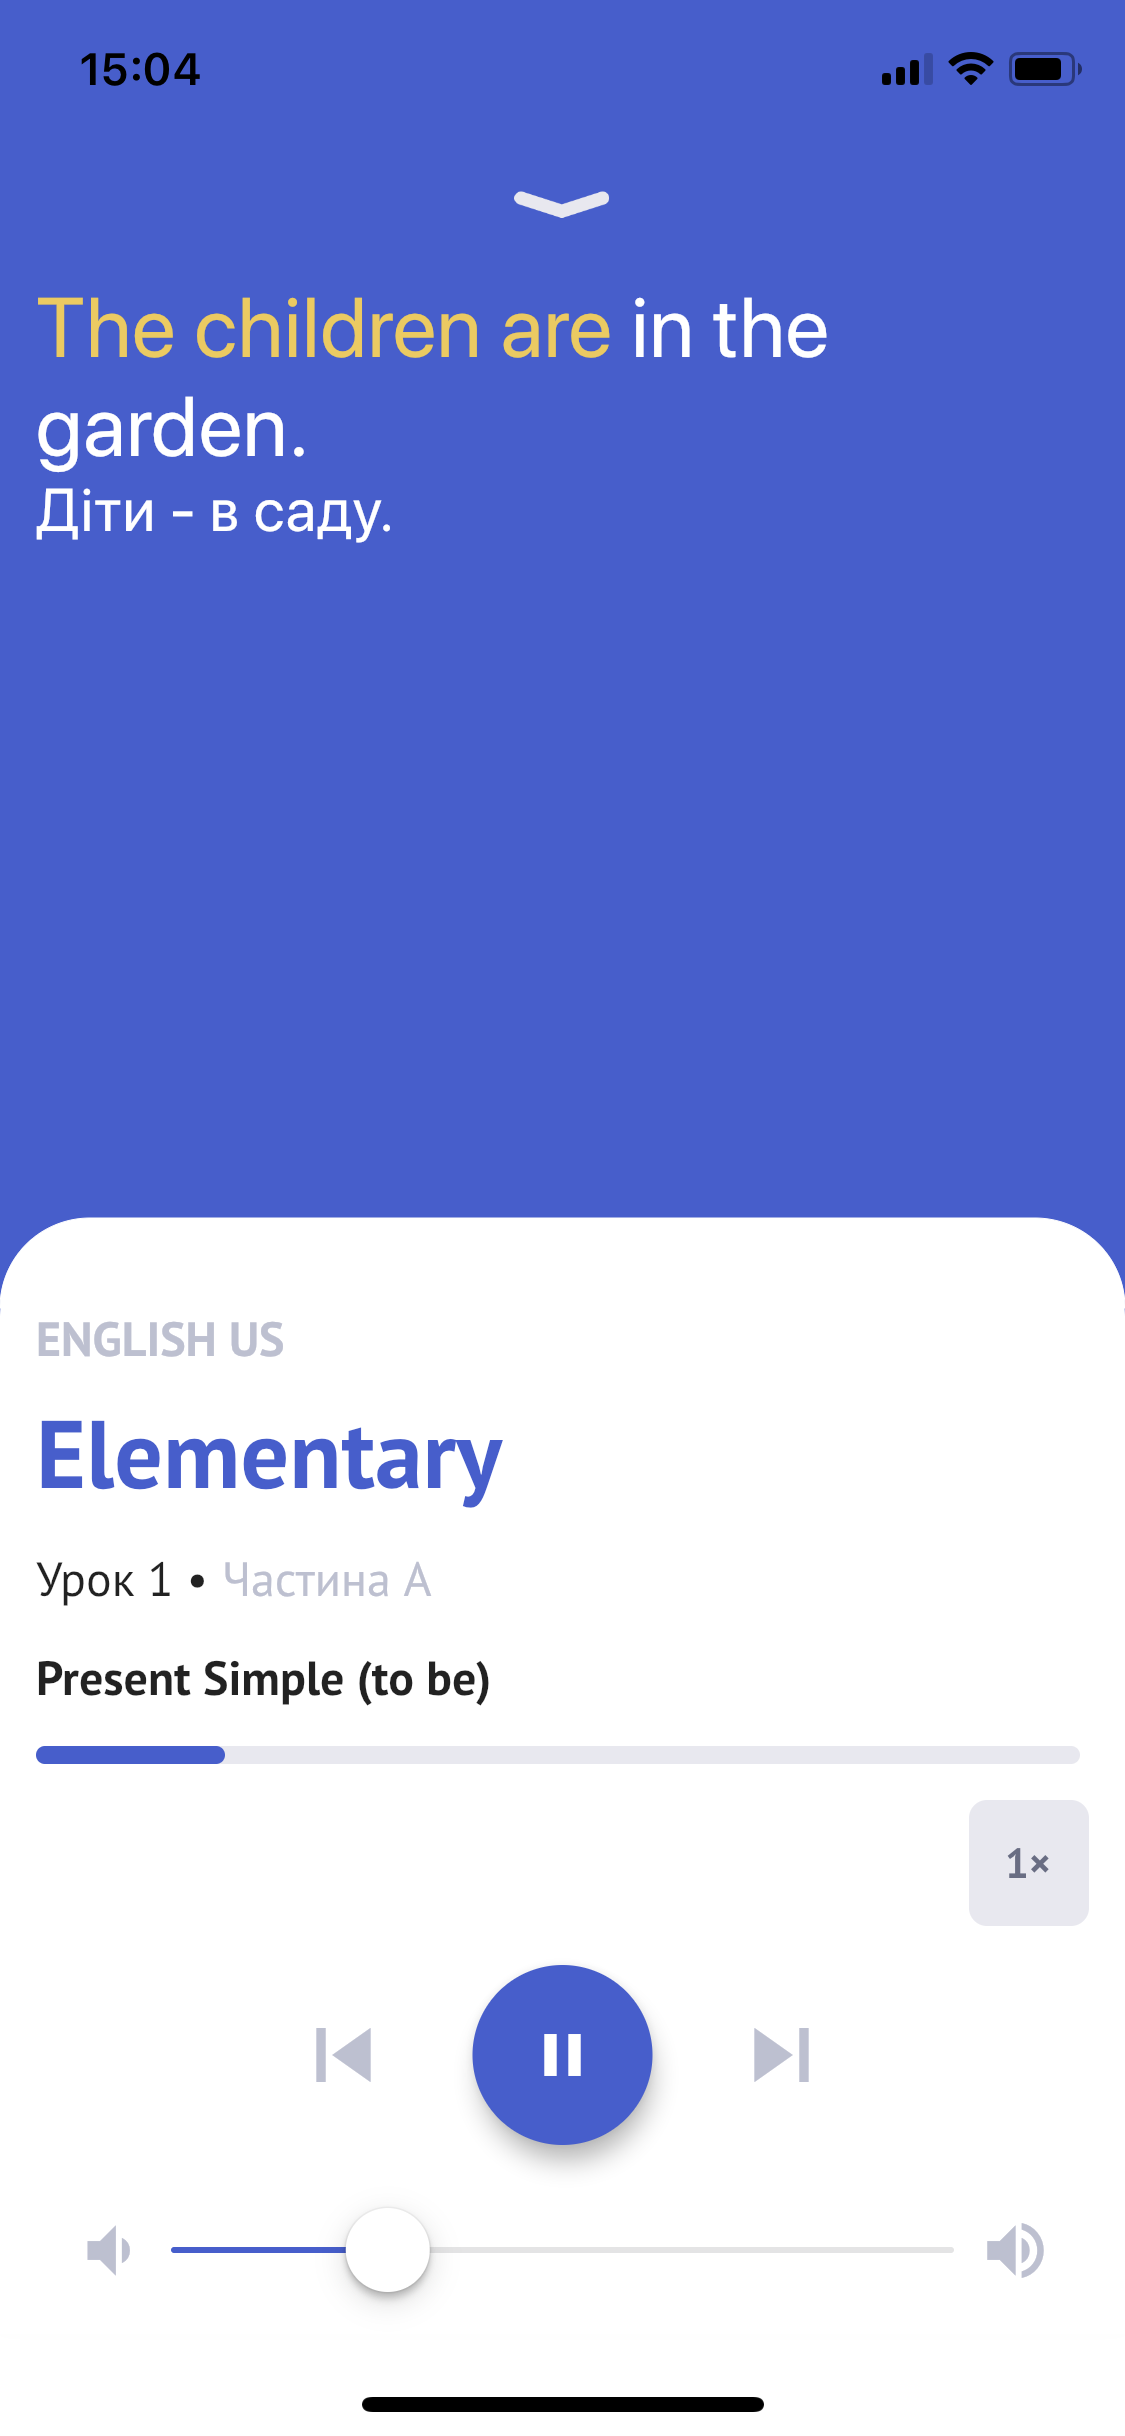 15:04
The children are in the
garden.
Діти - в саду.
ENGLISH US
Elementary
Урок 1 • Частина А
Present Simple (to be)
1×